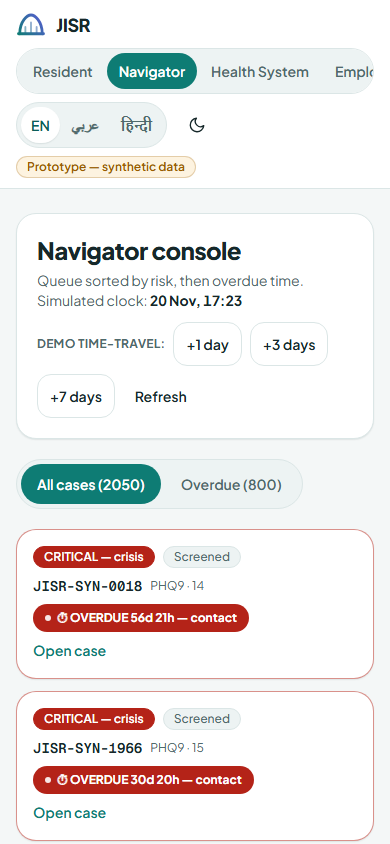 JISR
Resident Navigator Health System Emplo
EN عربي हिन्दी
Prototype — synthetic data
Navigator console
Queue sorted by risk, then overdue time.
Simulated clock: 20 Nov, 17:23
DEMO TIME-TRAVEL: +1 day +3 days
+7 days Refresh
All cases (2050) Overdue (800)
CRITICAL — crisis Screened
JISR-SYN-0018 PHQ9 · 14
OVERDUE 56d 21h — contact
Open case
CRITICAL — crisis Screened
JISR-SYN-1966 PHQ9 · 15
OVERDUE 30d 20h — contact
Open case